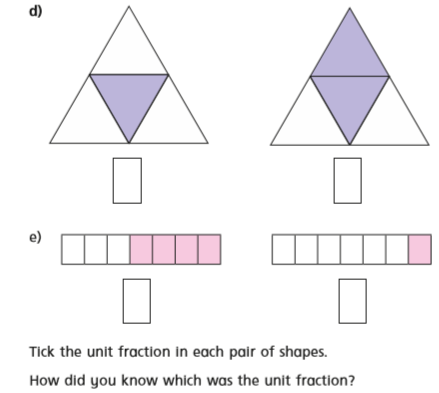 d)
e)
Tick the unit fraction in each pair of shapes.
How did you know which was the unit fraction?